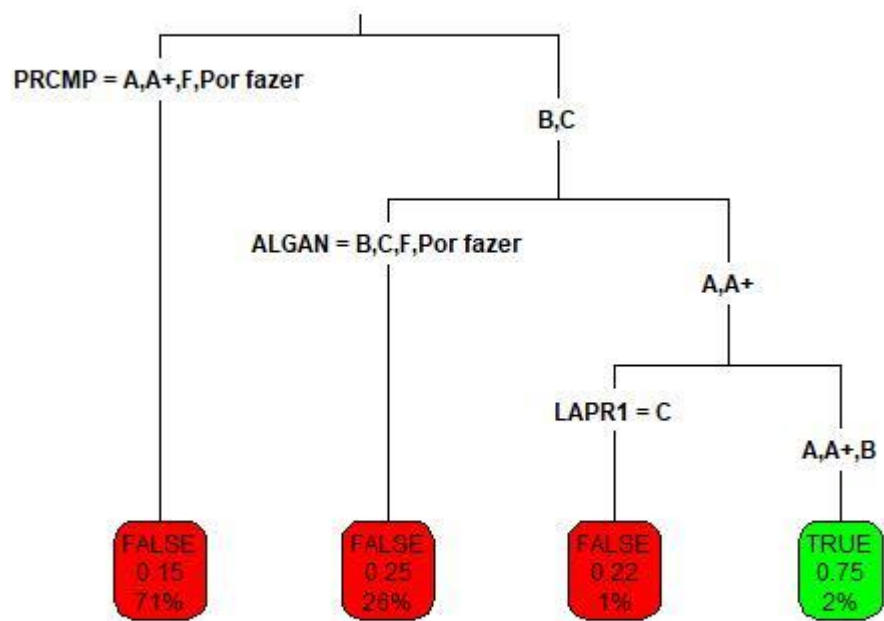 PRCMP = A,A+,F,Por fazer
B,C
ALGAN = B,C,F,Por fazer
A,A+
LAPR1 = C
A,A+,B
FALSE
0.15
71%
FALSE
0.25
26%
FALSE
0.22
1%
TRUE
0.75
2%